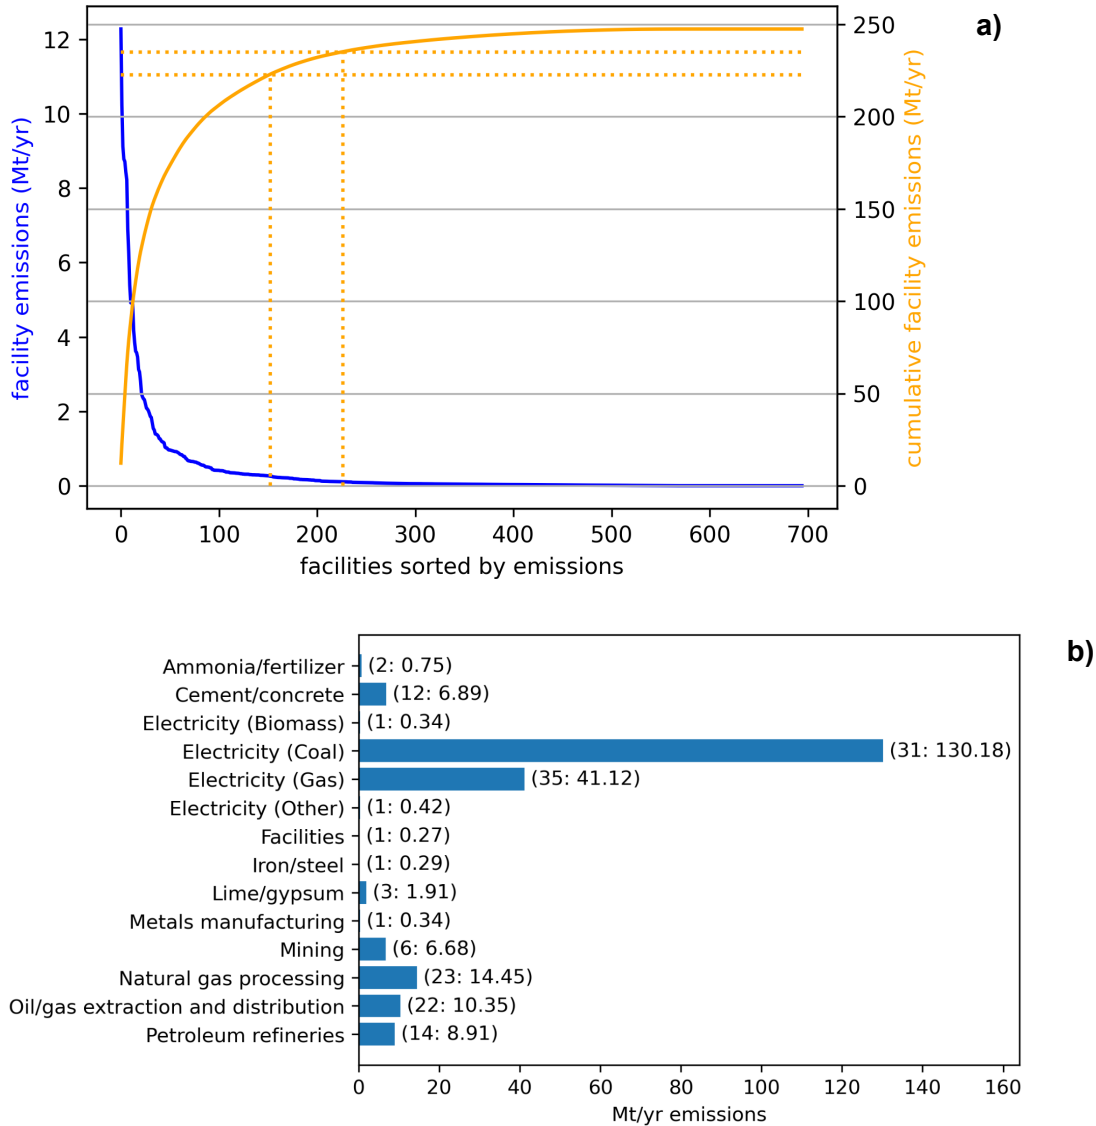 a)
12
10
8
6
4
2
0
facility emissions (Mt/yr)
250
200
150
100
50
0
cumulative facility emissions (Mt/yr)
0 100 200 300 400 500 600 700
facilities sorted by emissions
b)
Ammonia/fertilizer (2: 0.75)
Cement/concrete (12: 6.89)
Electricity (Biomass) (1: 0.34)
Electricity (Coal) (31: 130.18)
Electricity (Gas) (35: 41.12)
Electricity (Other) (1: 0.42)
Facilities (1: 0.27)
Iron/steel (1: 0.29)
Lime/gypsum (3: 1.91)
Metals manufacturing (1: 0.34)
Mining (6: 6.68)
Natural gas processing (23: 14.45)
Oil/gas extraction and distribution (22: 10.35)
Petroleum refineries (14: 8.91)
0 20 40 60 80 100 120 140 160
Mt/yr emissions